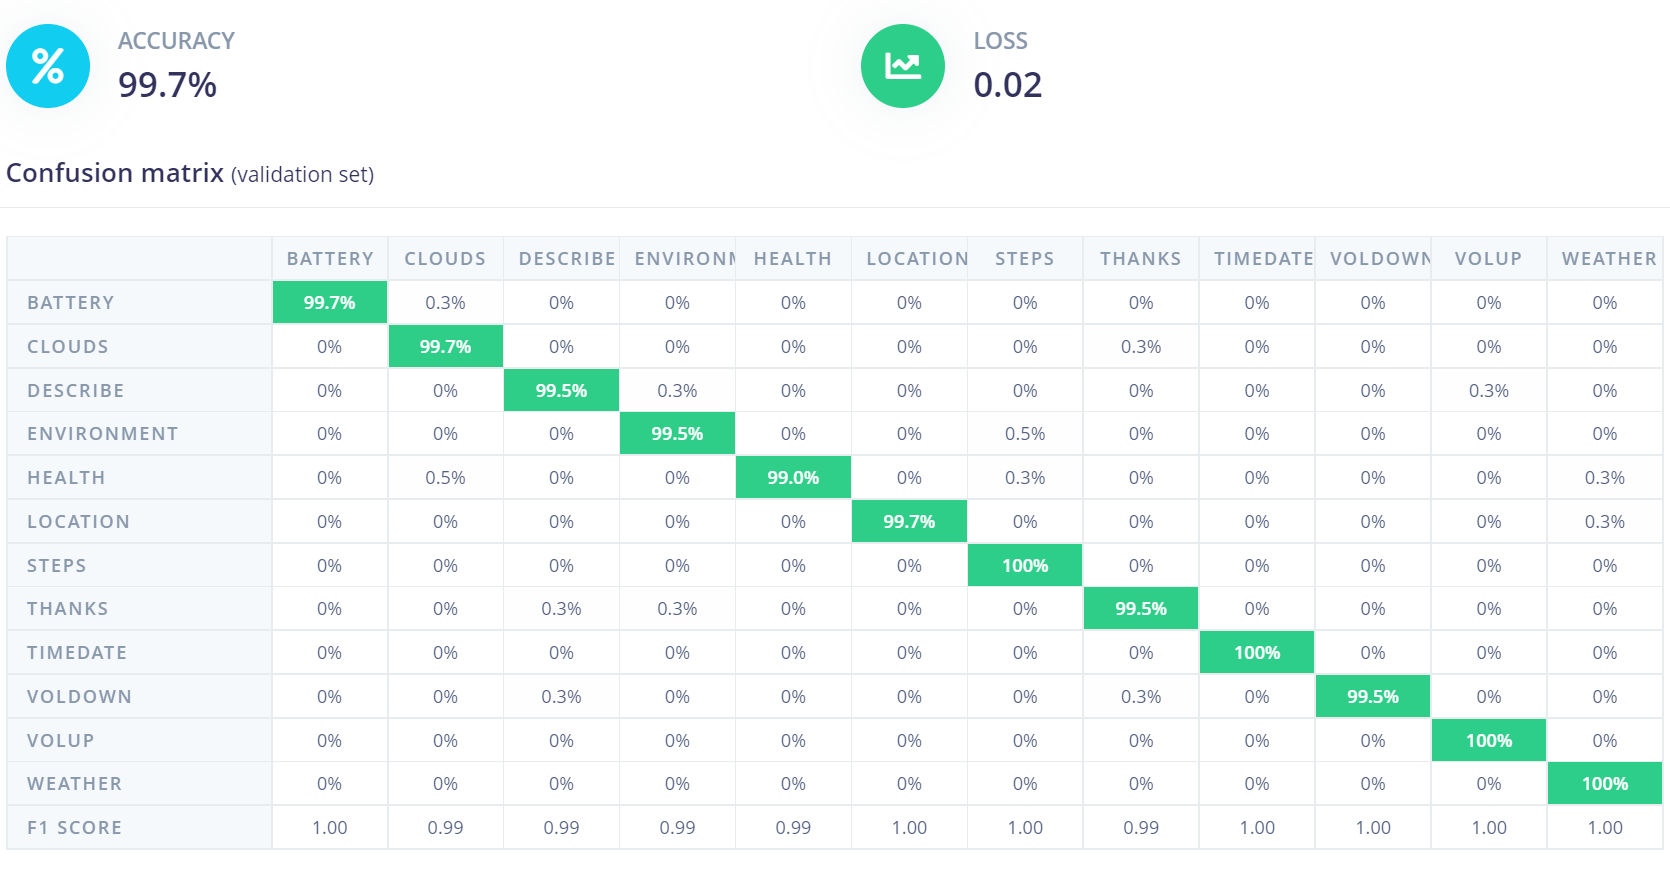 ACCURACY
99.7%
LOSS
0.02
Confusion matrix (validation set)
BATTERY CLOUDS DESCRIBE ENVIRONM HEALTH LOCATION STEPS THANKS TIMEDATE VOLDOWN VOLUP WEATHER
BATTERY 99.7% 0.3% 0% 0% 0% 0% 0% 0% 0% 0% 0% 0%
CLOUDS 0% 99.7% 0% 0% 0% 0% 0% 0.3% 0% 0% 0% 0%
DESCRIBE 0% 0% 99.5% 0.3% 0% 0% 0% 0% 0% 0% 0.3% 0%
ENVIRONMENT 0% 0% 0% 99.5% 0% 0% 0.5% 0% 0% 0% 0% 0%
HEALTH 0% 0.5% 0% 0% 99.0% 0% 0.3% 0% 0% 0% 0% 0.3%
LOCATION 0% 0% 0% 0% 0% 99.7% 0% 0% 0% 0% 0% 0.3%
STEPS 0% 0% 0% 0% 0% 0% 100% 0% 0% 0% 0% 0%
THANKS 0% 0% 0.3% 0.3% 0% 0% 0% 99.5% 0% 0% 0% 0%
TIMEDATE 0% 0% 0% 0% 0% 0% 0% 0% 100% 0% 0% 0%
VOLDOWN 0% 0% 0.3% 0% 0% 0% 0% 0.3% 0% 99.5% 0% 0%
VOLUP 0% 0% 0% 0% 0% 0% 0% 0% 0% 0% 100% 0%
WEATHER 0% 0% 0% 0% 0% 0% 0% 0% 0% 0% 0% 100%
F1 SCORE 1.00 0.99 0.99 0.99 0.99 1.00 1.00 0.99 1.00 1.00 1.00 1.00